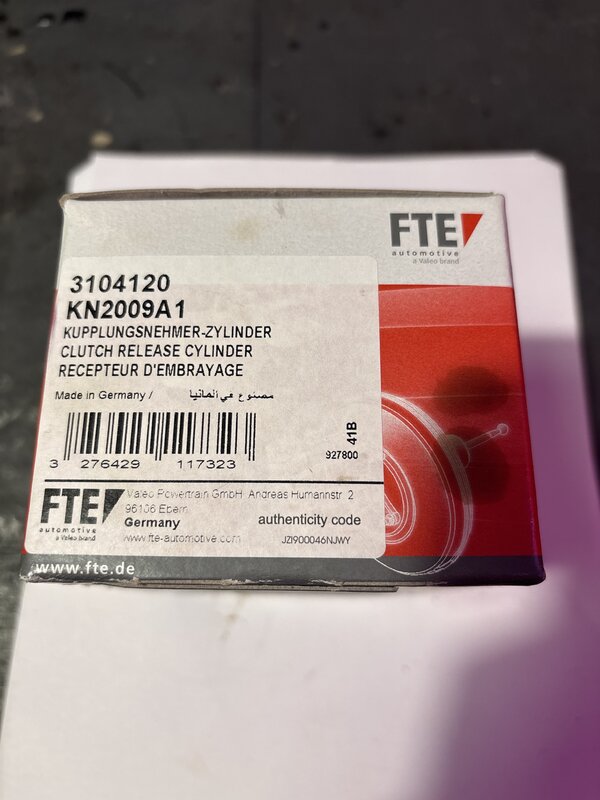 FTE
automotive
a Valeo brand
3104120
KN2009A1
KUPPLUNGSNEHMER-ZYLINDER
CLUTCH RELEASE CYLINDER
RECEPTEUR D'EMBRAYAGE
Made in Germany / مصنوع في المانيا
3 276429 117323
41B
927800
FTE
automotive
a Valeo brand
Valeo Powertrain GmbH Andreas Humannstr. 2
96106 Ebern
Germany
www.fte-automotive.com
authenticity code
JZI900046NJWY
www.fte.de